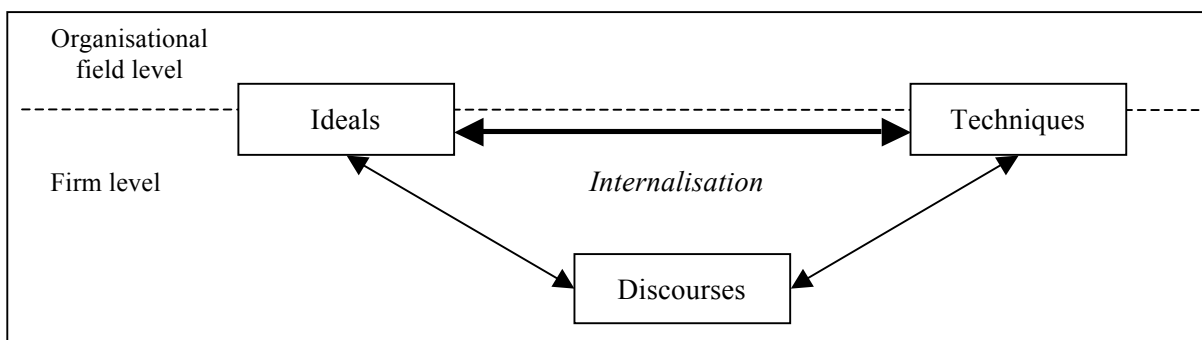 Organisational
field level
Ideals
Techniques
Firm level
Internalisation
Discourses